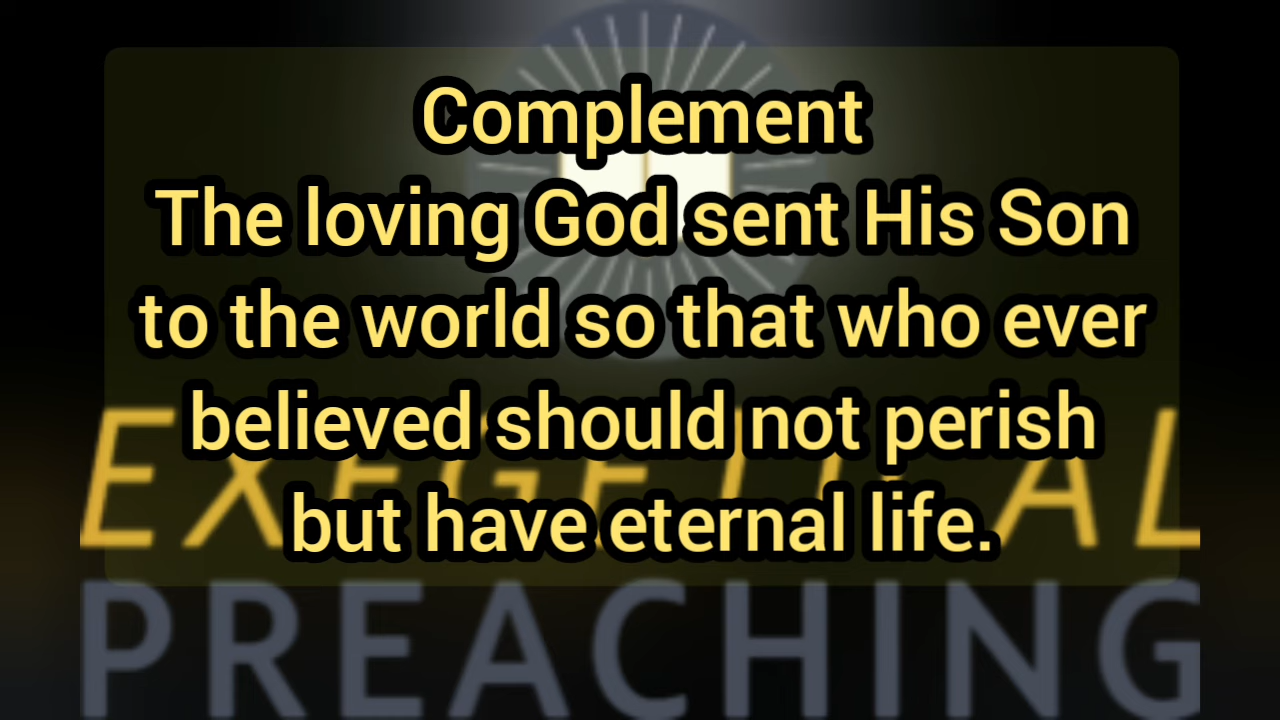 Complement
The loving God sent His Son
to the world so that who ever
believed should not perish
but have eternal life.
EXEGETICAL
PREACHING